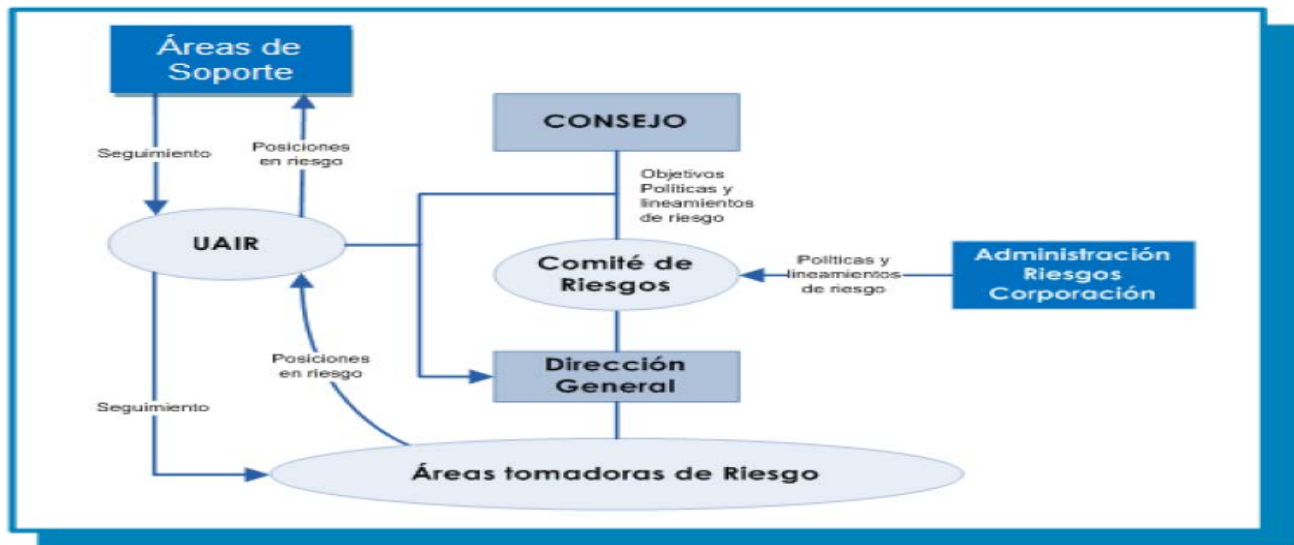 Áreas de
Soporte
CONSEJO
Seguimiento
Posiciones
en riesgo
Objetivos
Políticas y
lineamientos
de riesgo
UAIR
Comité de
Riesgos
Políticas y
lineamientos
de riesgo
Administración
Riesgos
Corporación
Posiciones
en riesgo
Dirección
General
Seguimiento
Áreas tomadoras de Riesgo